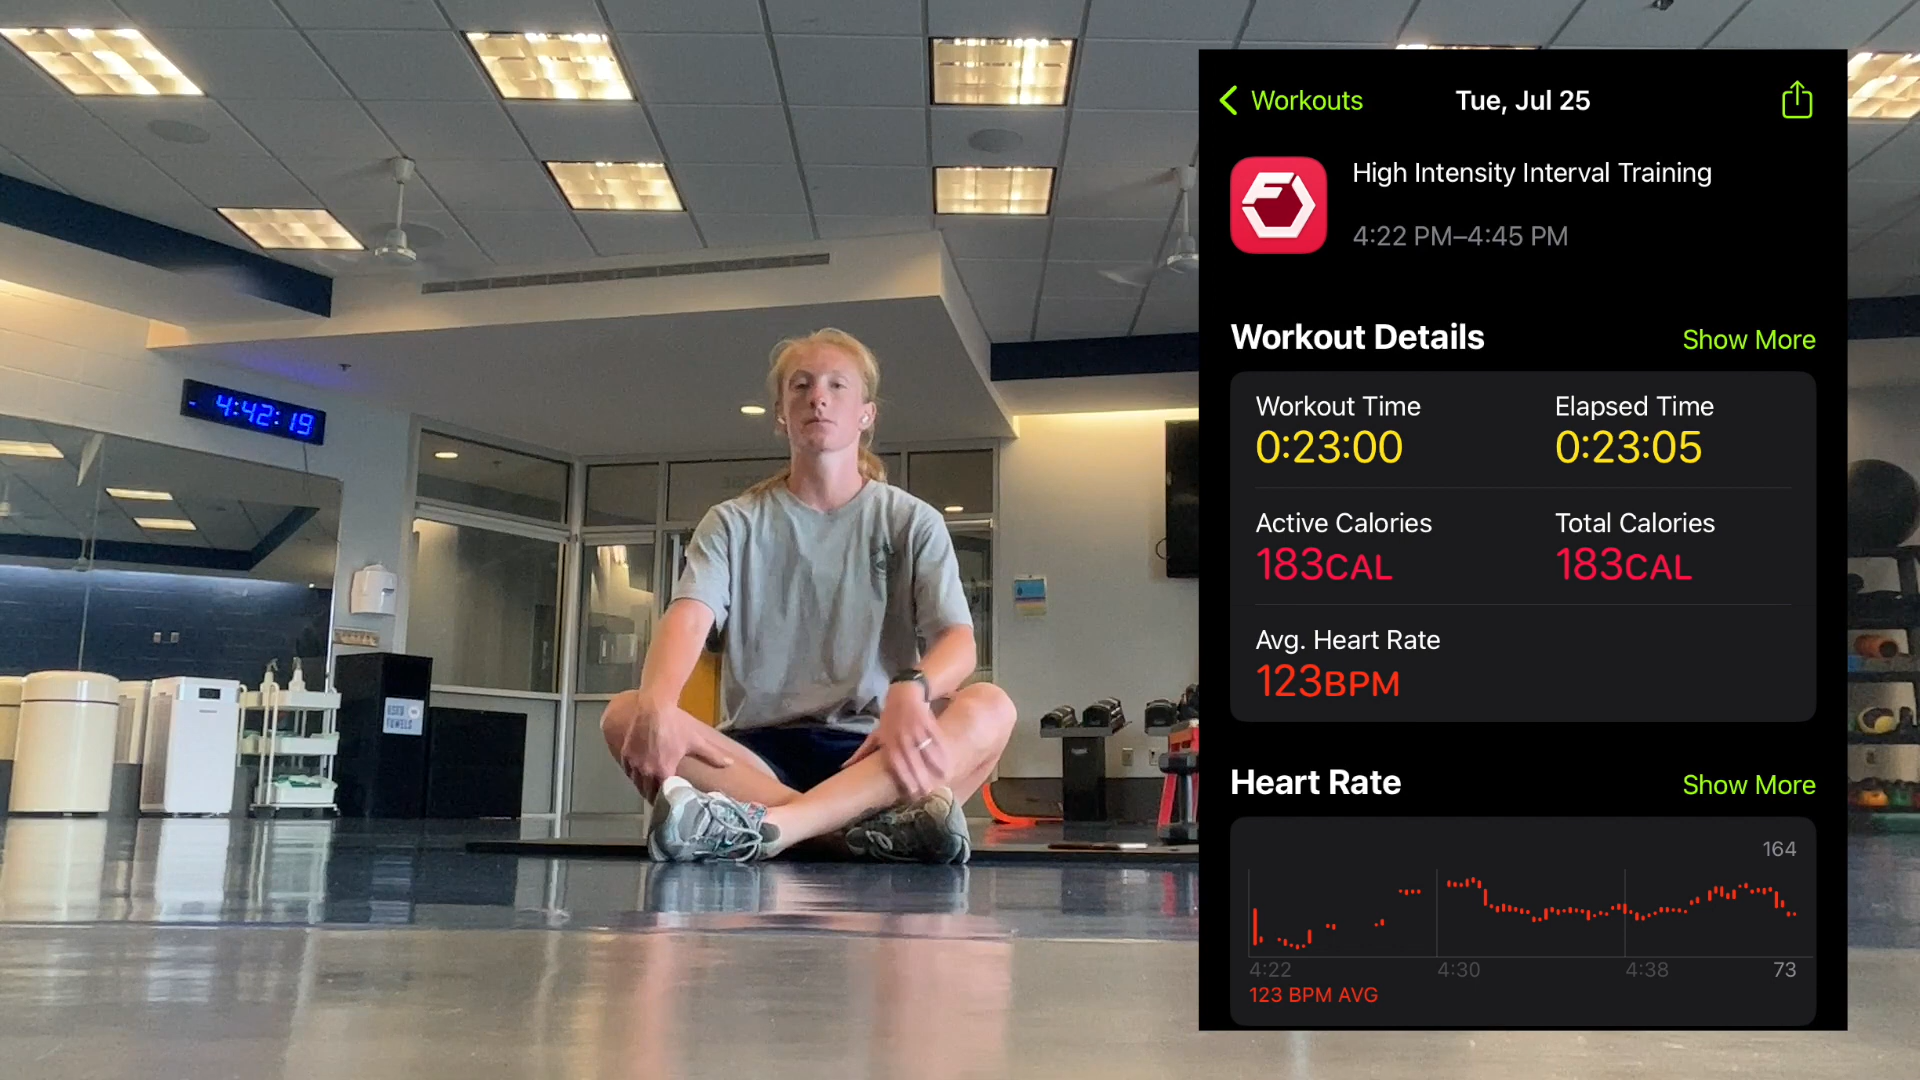 4:42:19
USED
TOWELS
Workouts
Tue, Jul 25
High Intensity Interval Training
4:22 PM–4:45 PM
Workout Details
Show More
Workout Time
Elapsed Time
0:23:00
0:23:05
Active Calories
Total Calories
183CAL
183CAL
Avg. Heart Rate
123BPM
Heart Rate
Show More
164
4:22
4:30
4:38
73
123 BPM AVG